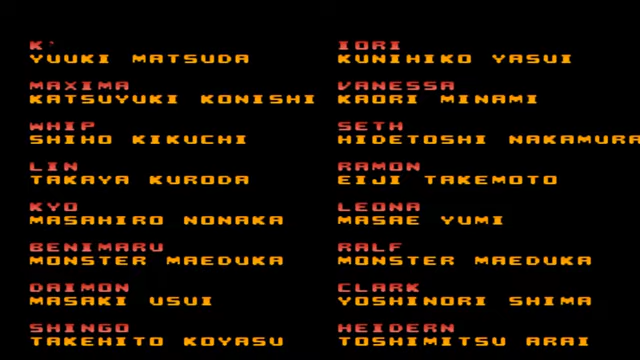 K'
YUUKI MATSUDA
MAXIMA
KATSUYUKI KONISHI
WHIP
SHIHO KIKUCHI
LIN
TAKAYA KURODA
KYO
MASAHIRO NONAKA
BENIMARU
MONSTER MAEDUKA
DAIMON
MASAKI USUI
SHINGO
TAKEHITO KOYASU
IORI
KUNIHIKO YASUI
VANESSA
KAORI MINAMI
SETH
HIDETOSHI NAKAMURA
RAMON
EIJI TAKEMOTO
LEONA
MASAE YUMI
RALF
MONSTER MAEDUKA
CLARK
YOSHINORI SHIMA
HEIDERN
TOSHIMITSU ARAI